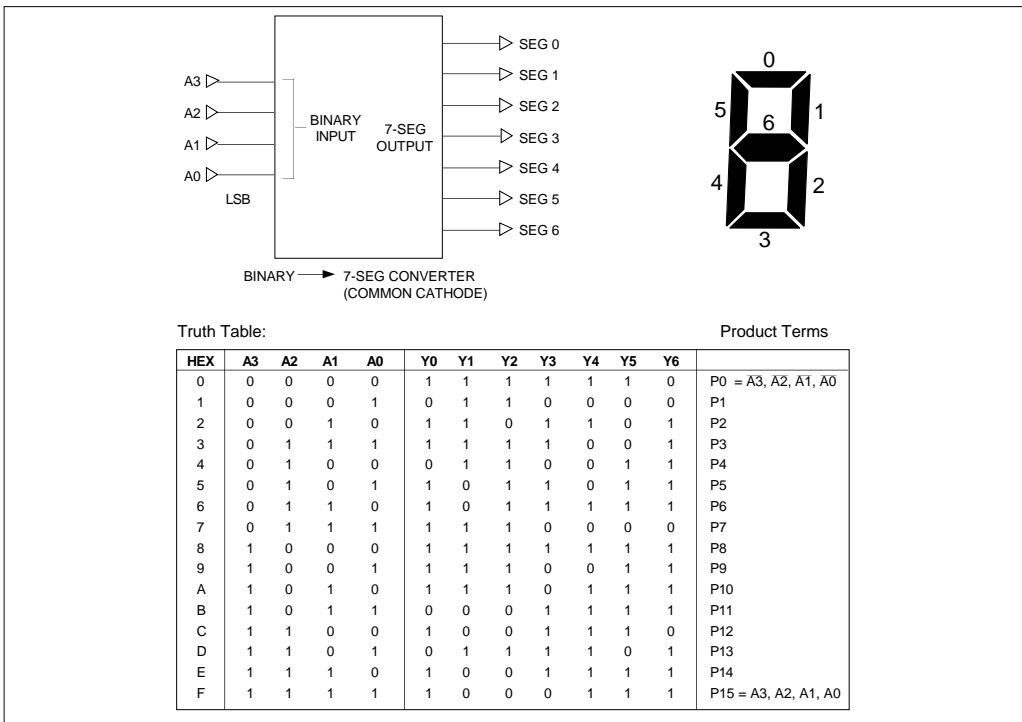 SEG 0
SEG 1
SEG 2
SEG 3
SEG 4
SEG 5
SEG 6
A3
A2
A1
A0
LSB
BINARY
INPUT
7-SEG
OUTPUT
BINARY 7-SEG CONVERTER
(COMMON CATHODE)
0
5 1
6
4 2
3
Truth Table: Product Terms
HEX A3 A2 A1 A0 Y0 Y1 Y2 Y3 Y4 Y5 Y6
0 0 0 0 0 1 1 1 1 1 1 0 P0 = A̅3̅, A̅2̅, A̅1̅, A̅0̅
1 0 0 0 1 0 1 1 0 0 0 0 P1
2 0 0 1 0 1 1 0 1 1 0 1 P2
3 0 1 1 1 1 1 1 1 0 0 1 P3
4 0 1 0 0 0 1 1 0 0 1 1 P4
5 0 1 0 1 1 0 1 1 0 1 1 P5
6 0 1 1 0 1 0 1 1 1 1 1 P6
7 0 1 1 1 1 1 1 0 0 0 0 P7
8 1 0 0 0 1 1 1 1 1 1 1 P8
9 1 0 0 1 1 1 1 0 0 1 1 P9
A 1 0 1 0 1 1 1 0 1 1 1 P10
B 1 0 1 1 0 0 0 1 1 1 1 P11
C 1 1 0 0 1 0 0 1 1 1 0 P12
D 1 1 0 1 0 1 1 1 1 0 1 P13
E 1 1 1 0 1 0 0 1 1 1 1 P14
F 1 1 1 1 1 0 0 0 1 1 1 P15 = A3, A2, A1, A0